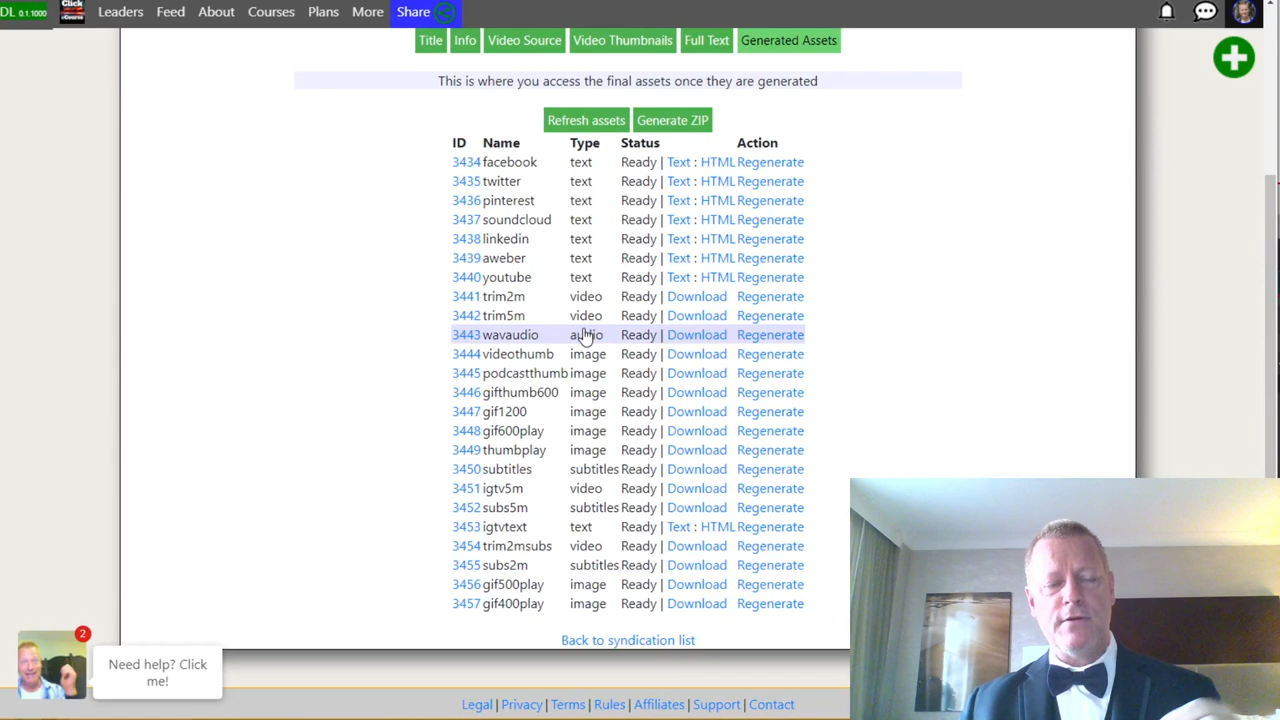 DL 0.1.1000 Click eCourse Leaders Feed About Courses Plans More Share
Title Info Video Source Video Thumbnails Full Text Generated Assets
This is where you access the final assets once they are generated
Refresh assets Generate ZIP
ID Name Type Status Action
3434 facebook text Ready | Text : HTML Regenerate
3435 twitter text Ready | Text : HTML Regenerate
3436 pinterest text Ready | Text : HTML Regenerate
3437 soundcloud text Ready | Text : HTML Regenerate
3438 linkedin text Ready | Text : HTML Regenerate
3439 aweber text Ready | Text : HTML Regenerate
3440 youtube text Ready | Text : HTML Regenerate
3441 trim2m video Ready | Download Regenerate
3442 trim5m video Ready | Download Regenerate
3443 wavaudio audio Ready | Download Regenerate
3444 videothumb image Ready | Download Regenerate
3445 podcastthumb image Ready | Download Regenerate
3446 gifthumb600 image Ready | Download Regenerate
3447 gif1200 image Ready | Download Regenerate
3448 gif600play image Ready | Download Regenerate
3449 thumbplay image Ready | Download Regenerate
3450 subtitles subtitles Ready | Download Regenerate
3451 igtv5m video Ready | Download Regenerate
3452 subs5m subtitles Ready | Download Regenerate
3453 igtvtext text Ready | Text : HTML Regenerate
3454 trim2msubs video Ready | Download Regenerate
3455 subs2m subtitles Ready | Download Regenerate
3456 gif500play image Ready | Download Regenerate
3457 gif400play image Ready | Download Regenerate
Back to syndication list
2
Need help? Click
me!
Legal | Privacy | Terms | Rules | Affiliates | Support | Contact